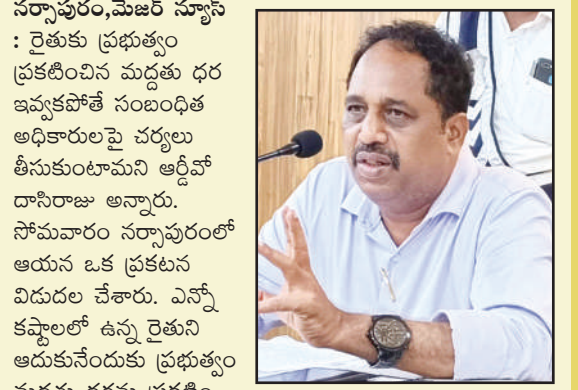 నర్సాపురం,మేజర్ న్యూస్
: రైతుకు ప్రభుత్వం
ప్రకటించిన మద్దతు ధర
ఇవ్వకపోతే సంబంధిత
అధికారులపై చర్యలు
తీసుకుంటామని ఆర్డీవో
దాసిరాజు అన్నారు.
సోమవారం నర్సాపురంలో
ఆయన ఒక ప్రకటన
విడుదల చేశారు. ఎన్నో
కష్టాలలో ఉన్న రైతుని
ఆదుకునేందుకు ప్రభుత్వం